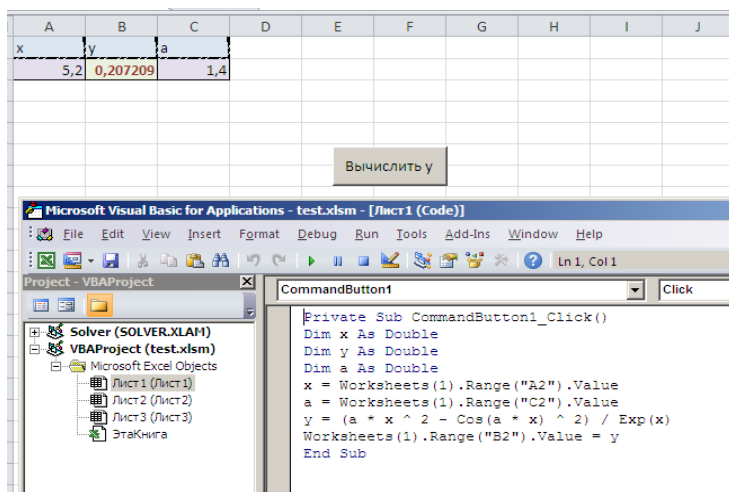 A B C D E F G H I J
x y a
5,2 0,207209 1,4
Вычислить y
Microsoft Visual Basic for Applications - test.xlsm - [Лист1 (Code)]
File Edit View Insert Format Debug Run Tools Add-Ins Window Help
Ln 1, Col 1
Project - VBAProject
CommandButton1 Click
Solver (SOLVER.XLAM)
VBAProject (test.xlsm)
Microsoft Excel Objects
Лист1 (Лист1)
Лист2 (Лист2)
Лист3 (Лист3)
ЭтаКнига
Private Sub CommandButton1_Click()
Dim x As Double
Dim y As Double
Dim a As Double
x = Worksheets(1).Range("A2").Value
a = Worksheets(1).Range("C2").Value
y = (a * x ^ 2 - Cos(a * x) ^ 2) / Exp(x)
Worksheets(1).Range("B2").Value = y
End Sub